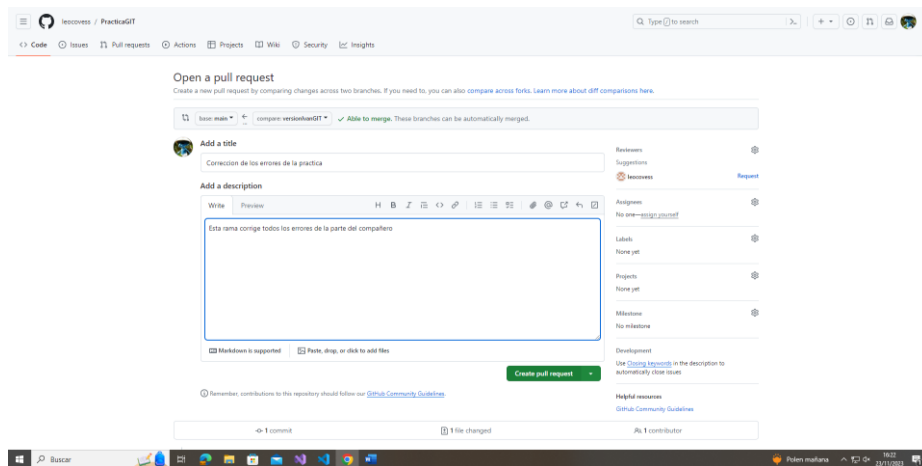 lescovess / PracticaGIT
Type / to search
Code Issues Pull requests Actions Projects Wiki Security Insights
Open a pull request
Create a new pull request by comparing changes across two branches. If you need to, you can also compare across forks. Learn more about diff comparisons here.
base: main compare: versionIvanGIT Able to merge. These branches can be automatically merged.
Add a title
Correccion de los errores de la practica
Add a description
Write Preview
Esta rama corrige todos los errores de la parte del compañero
Markdown is supported Paste, drop, or click to add files
Create pull request
Remember, contributions to this repository should follow our GitHub Community Guidelines.
Reviewers
Suggestions
lescovess Request
Assignees
No one—assign yourself
Labels
None yet
Projects
None yet
Milestone
No milestone
Development
Use Closing keywords in the description to
automatically close issues
Helpful resources
GitHub Community Guidelines
1 commit 1 file changed 1 contributor
Buscar
Polen mañana
16:22
23/11/2023